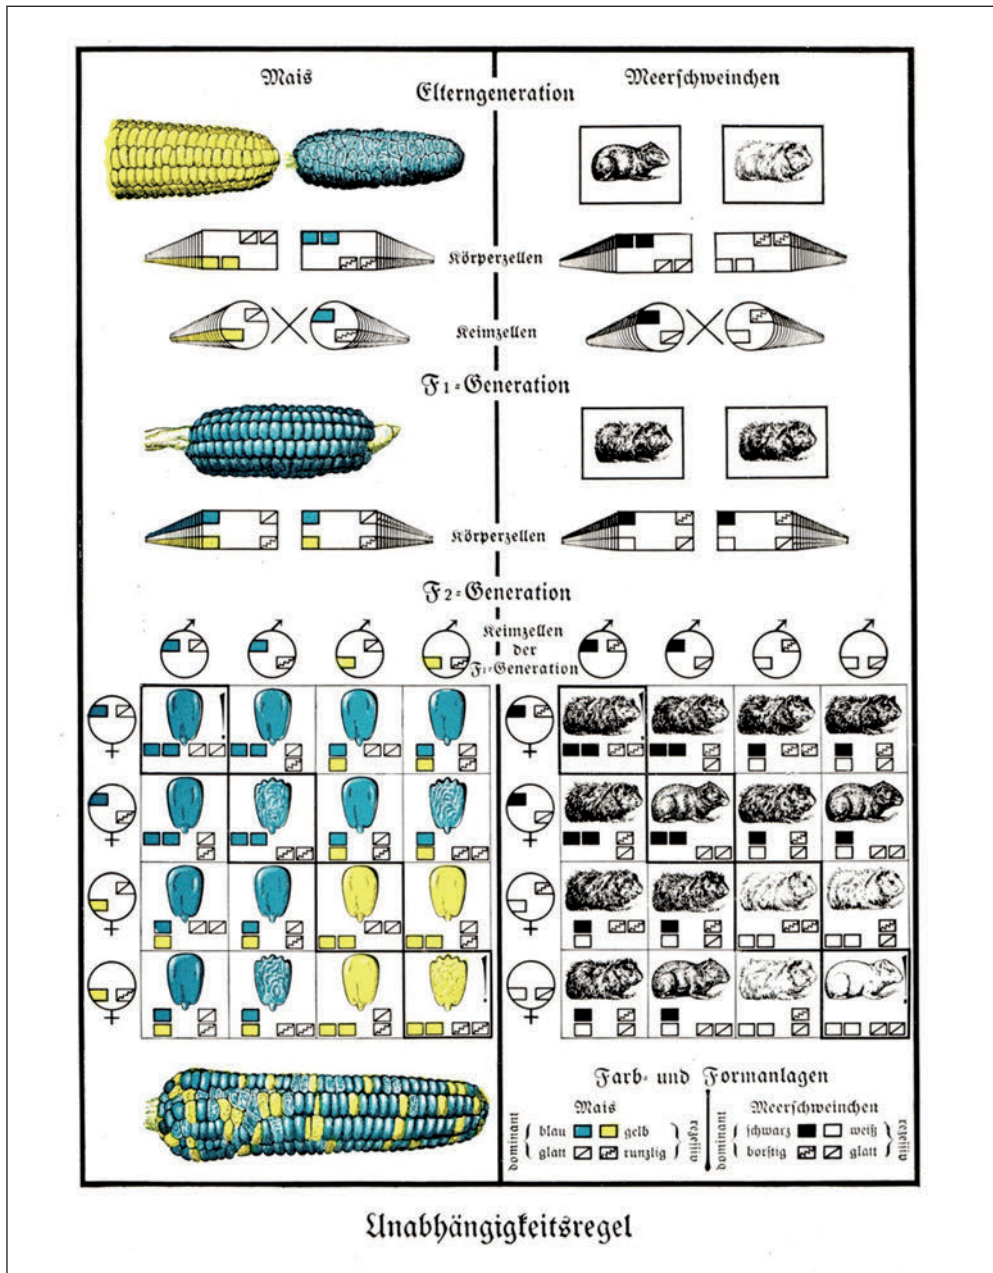 Mais
Meerschweinchen
Elterngeneration
Körperzellen
Keimzellen
F1=Generation
Körperzellen
F2=Generation
Keimzellen
der
F1=Generation
Farb= und Formanlagen
Mais
dominant
blau
gelb
glatt
runzlig
rezessiv
Meerschweinchen
dominant
schwarz
weiß
borstig
glatt
rezessiv
Unabhängigkeitsregel